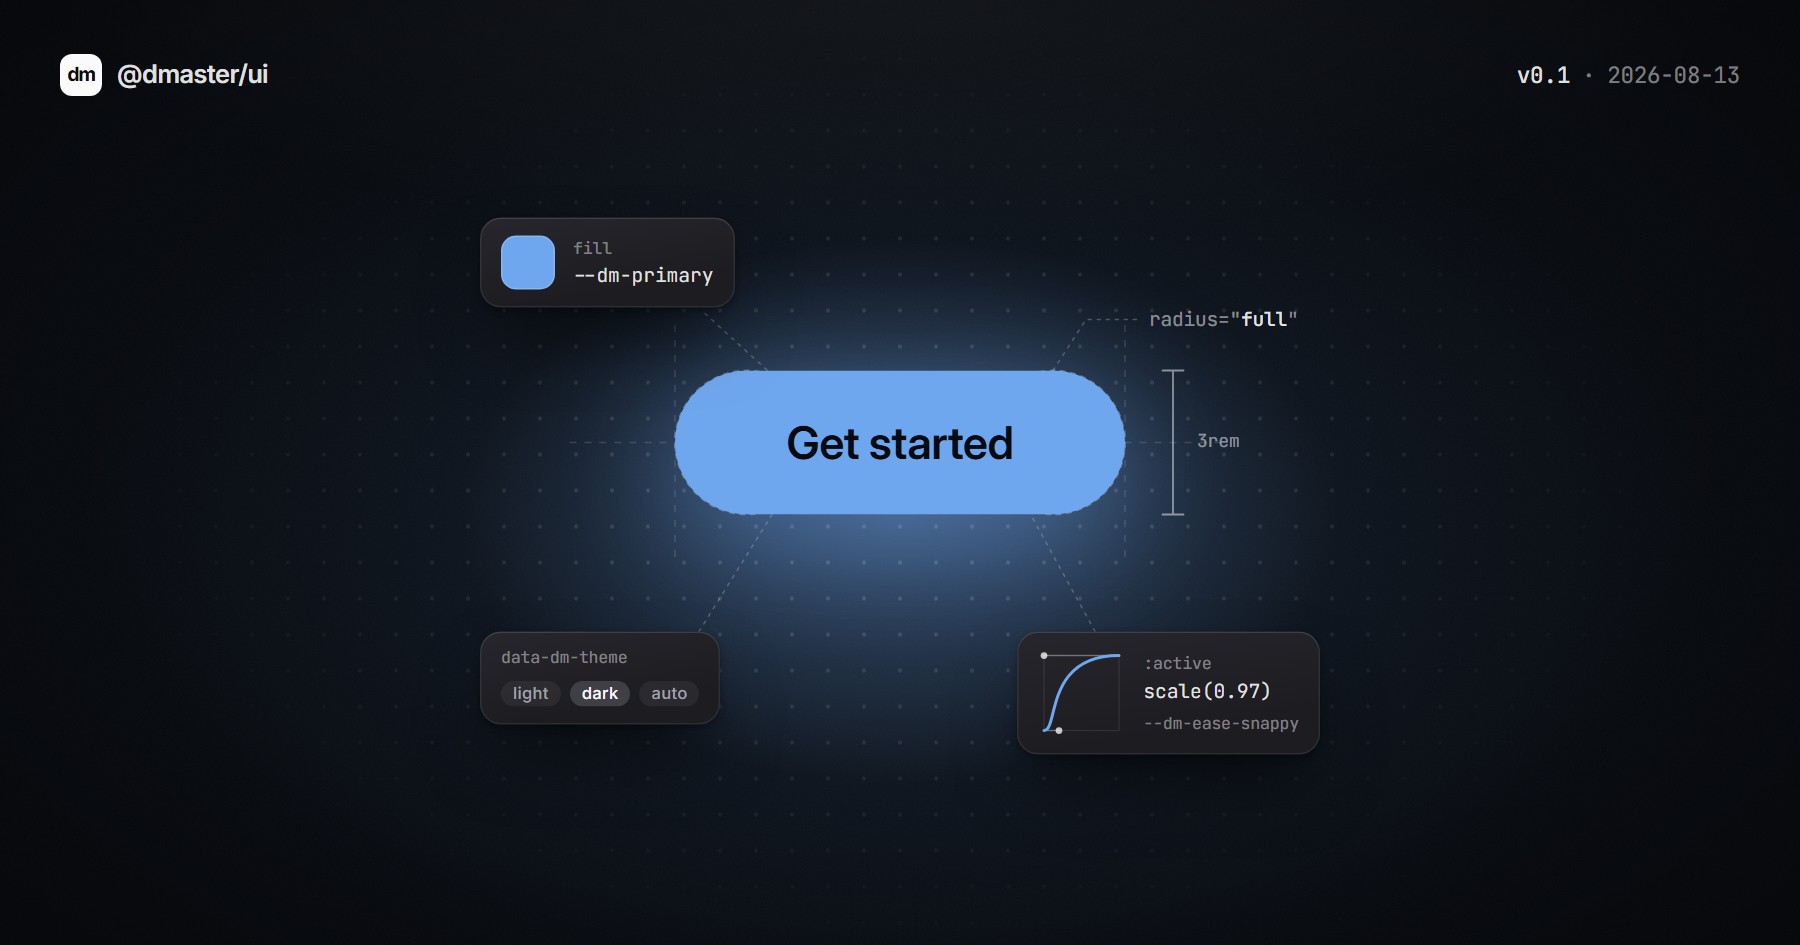 dm @dmaster/ui
v0.1 · 2026-08-13
fill
--dm-primary
radius="full"
Get started
3rem
data-dm-theme
light dark auto
:active
scale(0.97)
--dm-ease-snappy